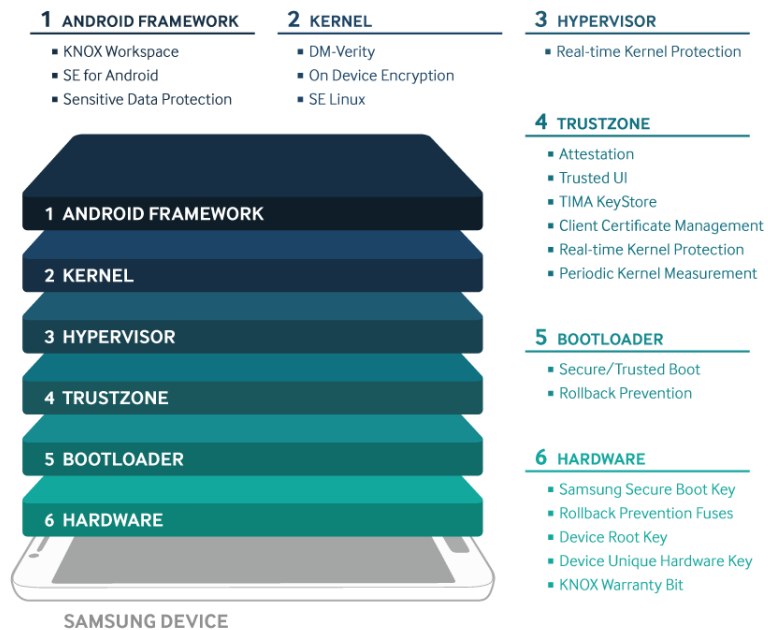 1 ANDROID FRAMEWORK
▪ KNOX Workspace
▪ SE for Android
▪ Sensitive Data Protection
2 KERNEL
▪ DM-Verity
▪ On Device Encryption
▪ SE Linux
3 HYPERVISOR
▪ Real-time Kernel Protection
4 TRUSTZONE
▪ Attestation
▪ Trusted UI
▪ TIMA KeyStore
▪ Client Certificate Management
▪ Real-time Kernel Protection
▪ Periodic Kernel Measurement
5 BOOTLOADER
▪ Secure/Trusted Boot
▪ Rollback Prevention
6 HARDWARE
▪ Samsung Secure Boot Key
▪ Rollback Prevention Fuses
▪ Device Root Key
▪ Device Unique Hardware Key
▪ KNOX Warranty Bit
1 ANDROID FRAMEWORK
2 KERNEL
3 HYPERVISOR
4 TRUSTZONE
5 BOOTLOADER
6 HARDWARE
SAMSUNG DEVICE